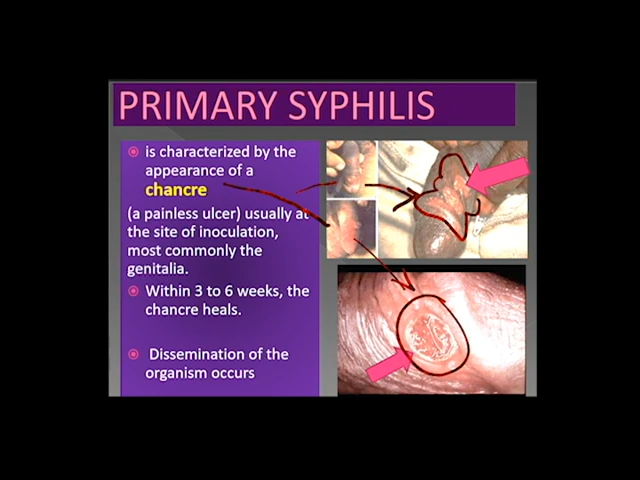 PRIMARY SYPHILIS
is characterized by the
appearance of a
chancre
(a painless ulcer) usually at
the site of inoculation,
most commonly the
genitalia.
Within 3 to 6 weeks, the
chancre heals.
Dissemination of the
organism occurs